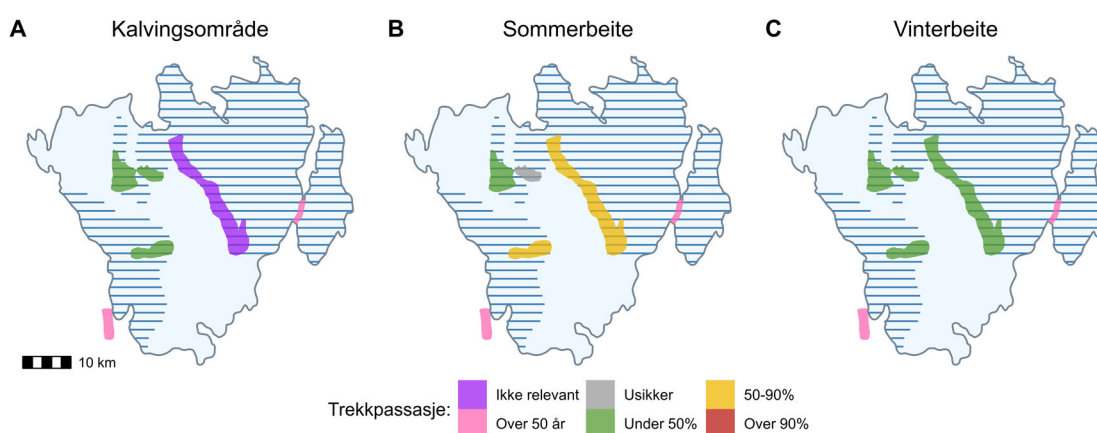 A Kalvingsområde
B Sommerbeite
C Vinterbeite
10 km
Trekkpassasje:
Ikke relevant Usikker 50-90%
Over 50 år Under 50% Over 90%